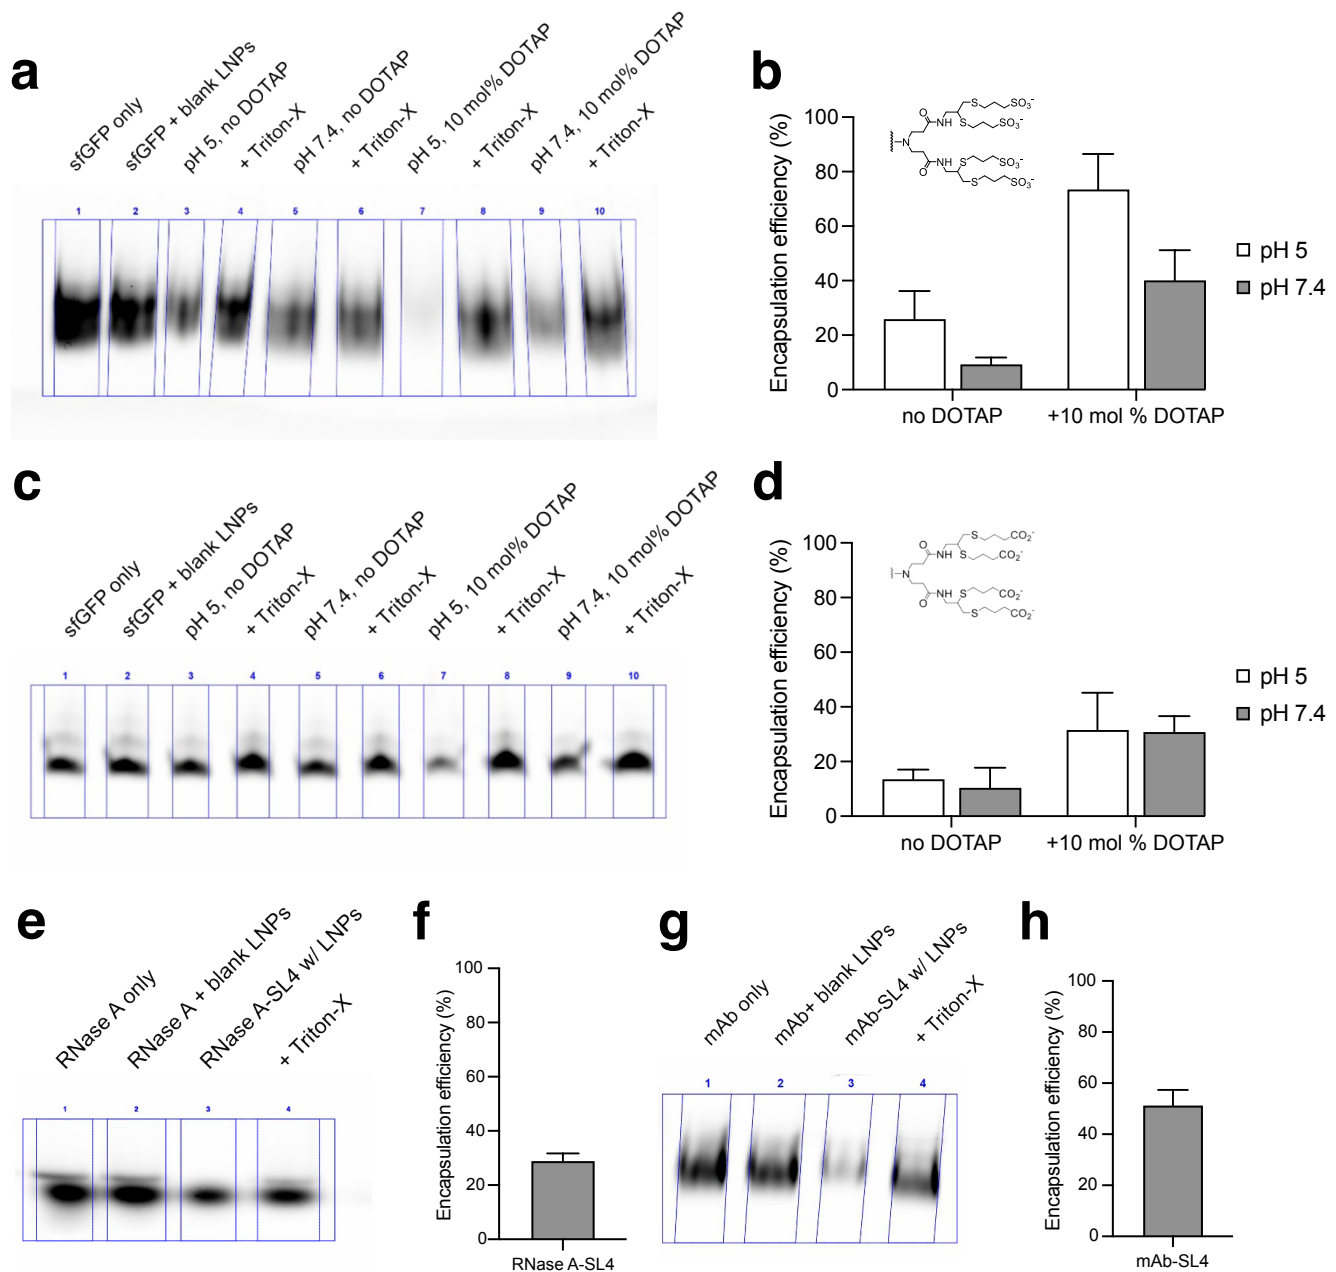 a
sfGFP only
sfGFP + blank LNPs
pH 5, no DOTAP
+ Triton-X
pH 7.4, no DOTAP
+ Triton-X
pH 5, 10 mol% DOTAP
+ Triton-X
pH 7.4, 10 mol% DOTAP
+ Triton-X
1 2 3 4 5 6 7 8 9 10
b
Encapsulation efficiency (%)
100
80
60
40
20
0
O
NH
S
SO3-
S
SO3-
N
O
NH
S
SO3-
S
SO3-
no DOTAP
+10 mol % DOTAP
pH 5
pH 7.4
c
sfGFP only
sfGFP + blank LNPs
pH 5, no DOTAP
+ Triton-X
pH 7.4, no DOTAP
+ Triton-X
pH 5, 10 mol% DOTAP
+ Triton-X
pH 7.4, 10 mol% DOTAP
+ Triton-X
1 2 3 4 5 6 7 8 9 10
d
Encapsulation efficiency (%)
100
80
60
40
20
0
O
NH
S
CO2-
S
CO2-
N
O
NH
S
CO2-
S
CO2-
no DOTAP
+10 mol % DOTAP
pH 5
pH 7.4
e
RNase A only
RNase A + blank LNPs
RNase A-SL4 w/ LNPs
+ Triton-X
1 2 3 4
f
Encapsulation efficiency (%)
100
80
60
40
20
0
RNase A-SL4
g
mAb only
mAb+ blank LNPs
mAb-SL4 w/ LNPs
+ Triton-X
1 2 3 4
h
Encapsulation efficiency (%)
100
80
60
40
20
0
mAb-SL4